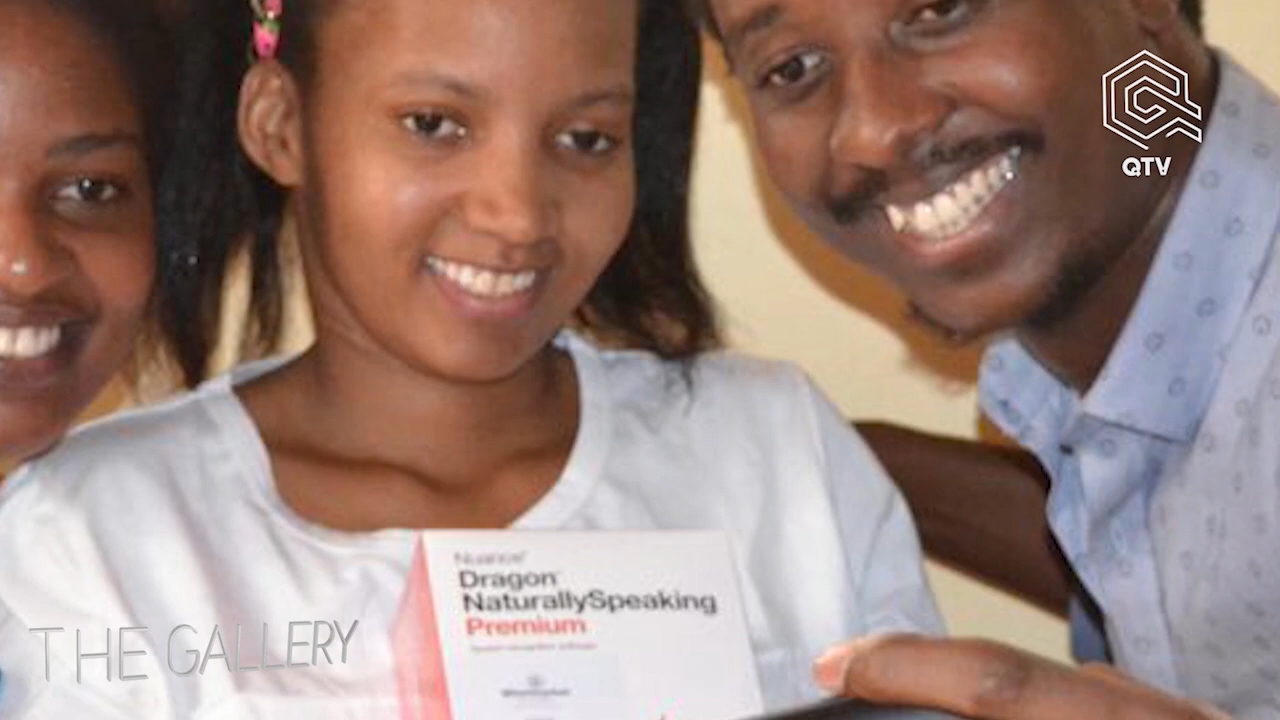 QTV
Nuance
Dragon
NaturallySpeaking
Premium
THE GALLERY